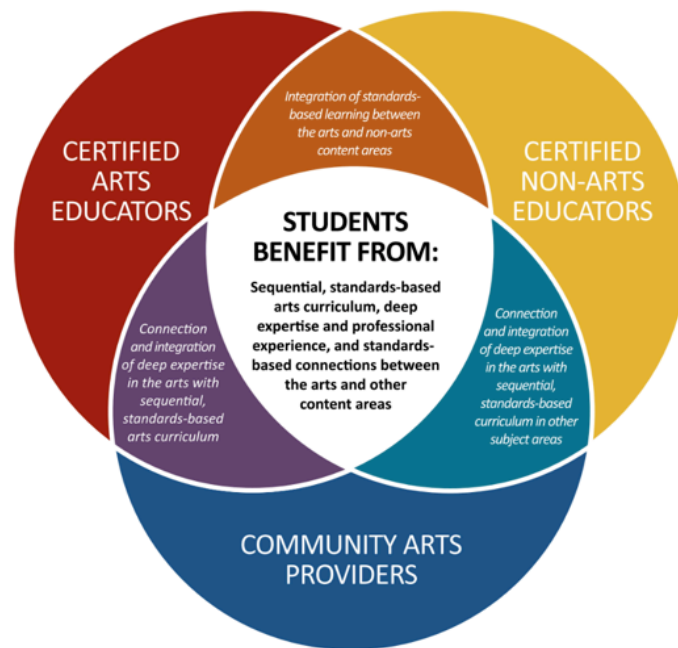 Integration of standards-
based learning between
the arts and non-arts
content areas
CERTIFIED
ARTS
EDUCATORS
CERTIFIED
NON-ARTS
EDUCATORS
STUDENTS
BENEFIT FROM:
Sequential, standards-based
arts curriculum, deep
expertise and professional
experience, and standards-
based connections between
the arts and other
content areas
Connection
and integration
of deep expertise
in the arts with
sequential,
standards-based
arts curriculum
Connection
and integration
of deep expertise
in the arts with
sequential,
standards-based
curriculum in other
subject areas
COMMUNITY ARTS
PROVIDERS